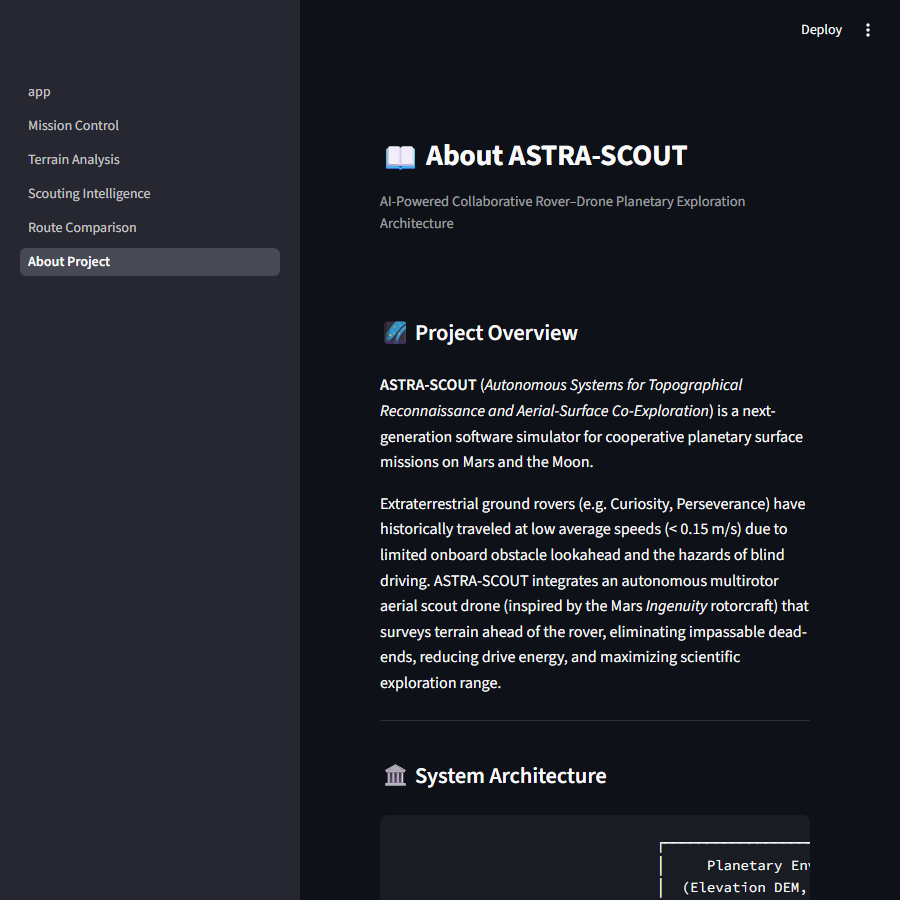 Deploy
app
Mission Control
Terrain Analysis
Scouting Intelligence
Route Comparison
About Project
About ASTRA-SCOUT
AI-Powered Collaborative Rover–Drone Planetary Exploration
Architecture
Project Overview
ASTRA-SCOUT (Autonomous Systems for Topographical
Reconnaissance and Aerial-Surface Co-Exploration) is a next-
generation software simulator for cooperative planetary surface
missions on Mars and the Moon.
Extraterrestrial ground rovers (e.g. Curiosity, Perseverance) have
historically traveled at low average speeds (< 0.15 m/s) due to
limited onboard obstacle lookahead and the hazards of blind
driving. ASTRA-SCOUT integrates an autonomous multirotor
aerial scout drone (inspired by the Mars Ingenuity rotorcraft) that
surveys terrain ahead of the rover, eliminating impassable dead-
ends, reducing drive energy, and maximizing scientific
exploration range.
System Architecture
Planetary Env
(Elevation DEM,